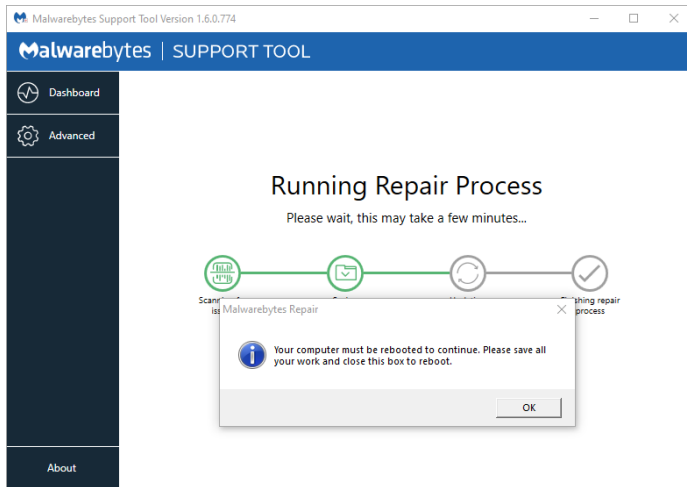 Malwarebytes Support Tool Version 1.6.0.774
Malwarebytes | SUPPORT TOOL
Dashboard
Advanced
Running Repair Process
Please wait, this may take a few minutes...
Finishing repair
process
Malwarebytes Repair
Your computer must be rebooted to continue. Please save all
your work and close this box to reboot.
OK
About